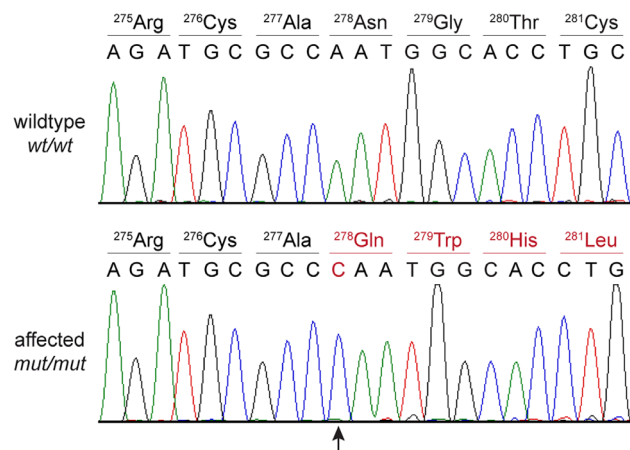 275Arg 276Cys 277Ala 278Asn 279Gly 280Thr 281Cys
A G A T G C G C C A A T G G C A C C T G C
wildtype
wt/wt
275Arg 276Cys 277Ala 278Gln 279Trp 280His 281Leu
A G A T G C G C C C A A T G G C A C C T G
affected
mut/mut